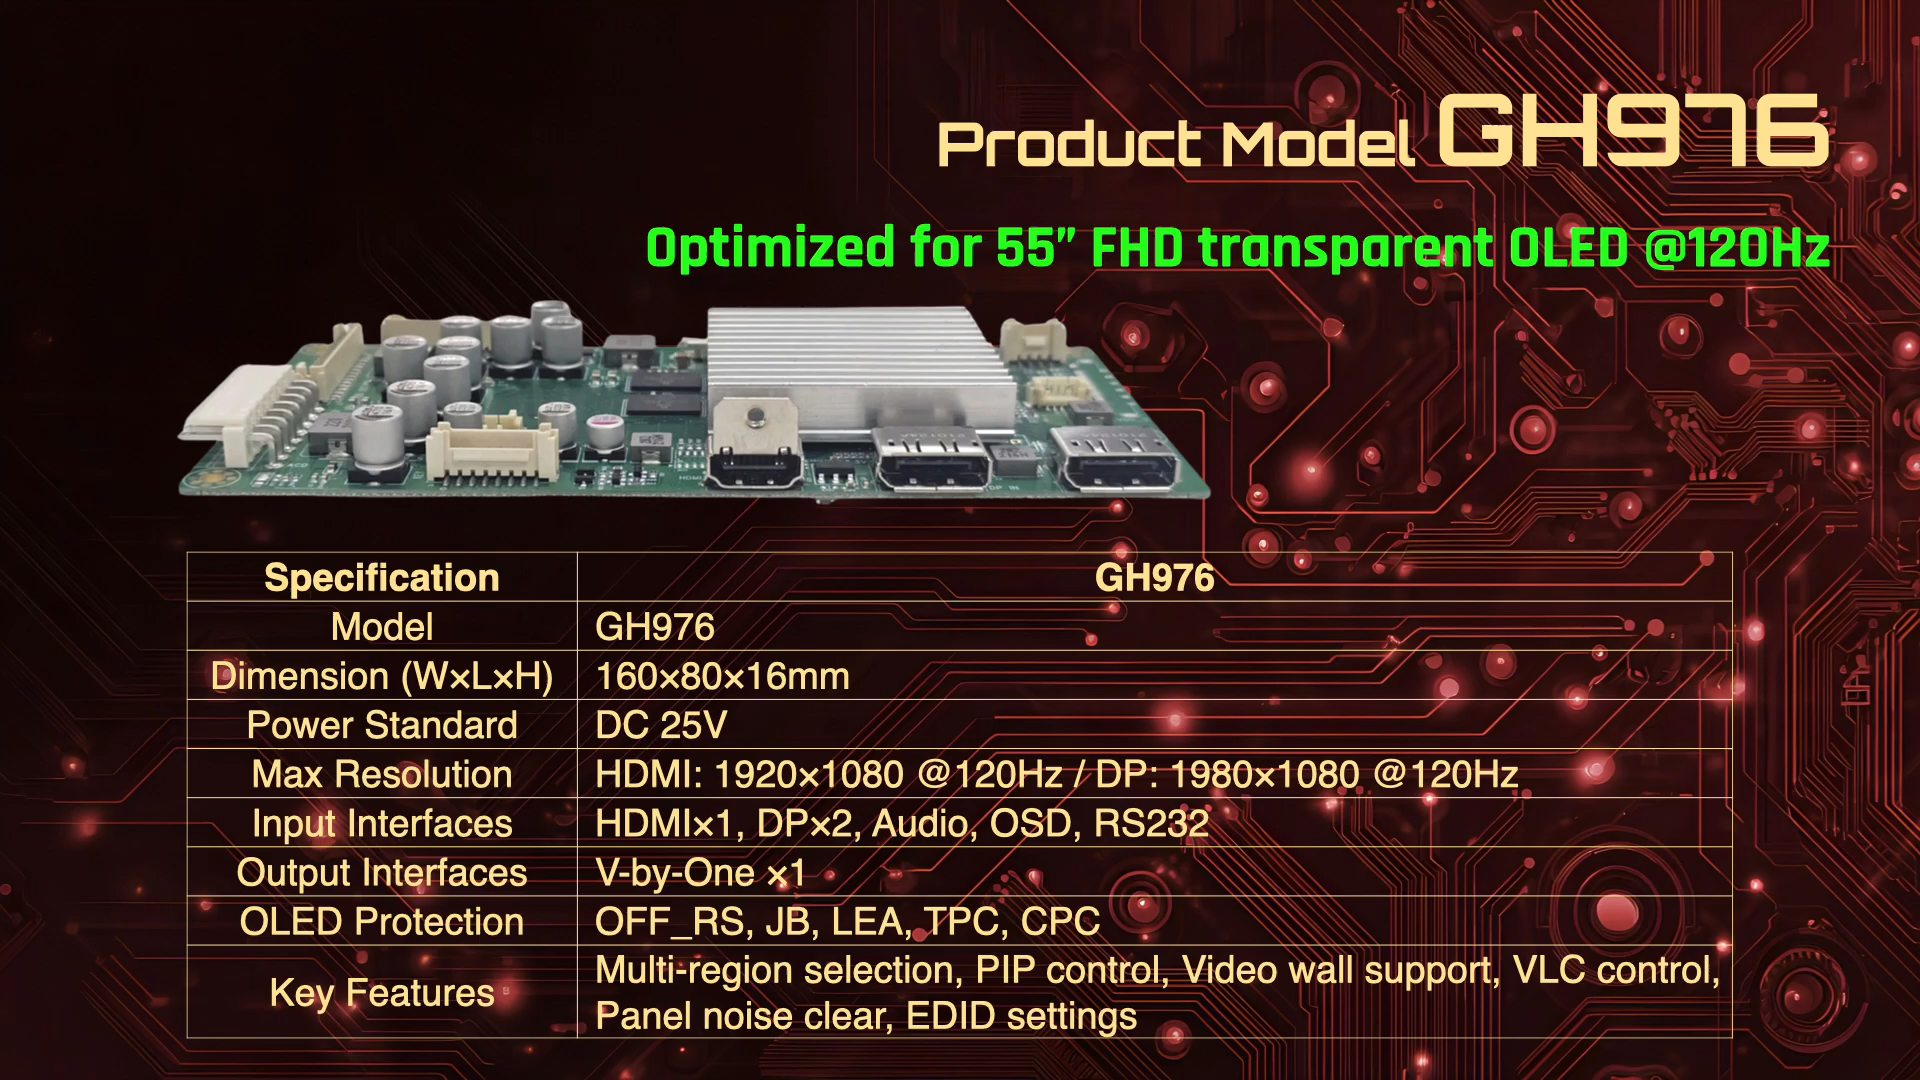 Product Model GH976
Optimized for 55” FHD transparent OLED @120Hz
Specification GH976
Model GH976
Dimension (W×L×H) 160×80×16mm
Power Standard DC 25V
Max Resolution HDMI: 1920×1080 @120Hz / DP: 1980×1080 @120Hz
Input Interfaces HDMI×1, DP×2, Audio, OSD, RS232
Output Interfaces V-by-One ×1
OLED Protection OFF_RS, JB, LEA, TPC, CPC
Key Features Multi-region selection, PIP control, Video wall support, VLC control,
Panel noise clear, EDID settings